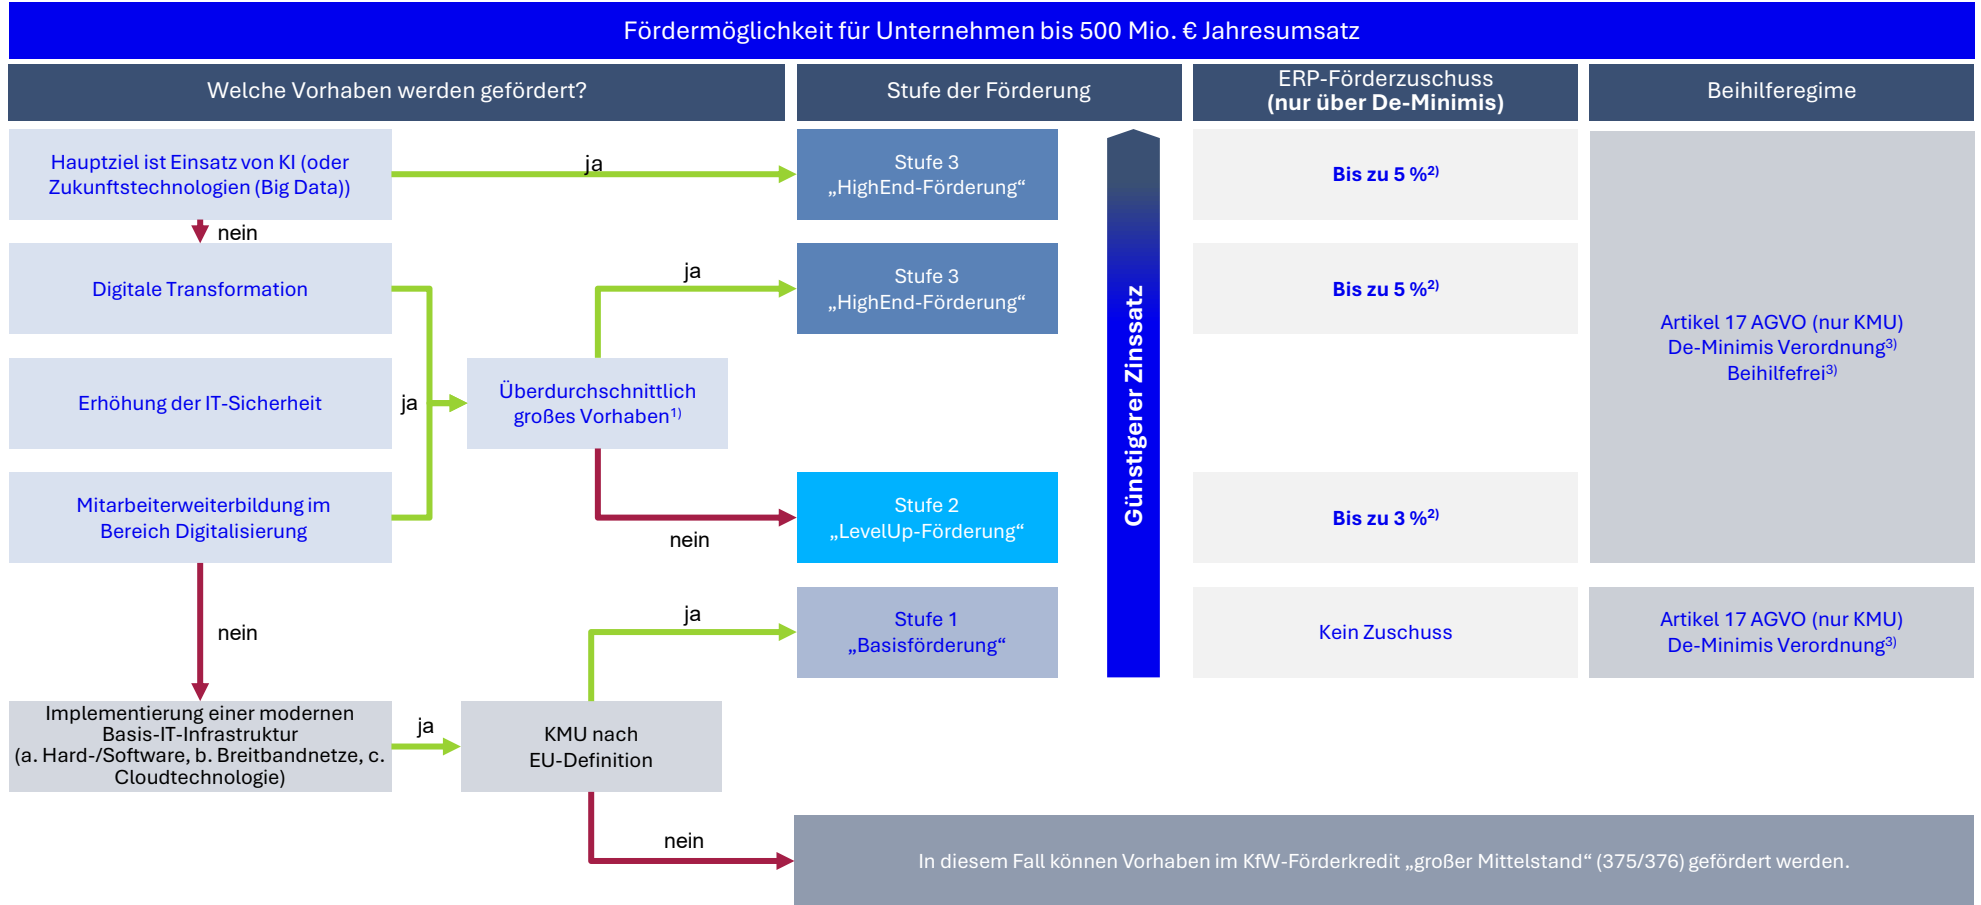 Fördermöglichkeit für Unternehmen bis 500 Mio. € Jahresumsatz
Welche Vorhaben werden gefördert?
Stufe der Förderung
ERP-Förderzuschuss
(nur über De-Minimis)
Beihilferegime
Hauptziel ist Einsatz von KI (oder
Zukunftstechnologien (Big Data))
ja
Stufe 3
„HighEnd-Förderung“
Bis zu 5 %²⁾
nein
Digitale Transformation
ja
Stufe 3
„HighEnd-Förderung“
Bis zu 5 %²⁾
Günstigerer Zinssatz
Artikel 17 AGVO (nur KMU)
De-Minimis Verordnung³⁾
Beihilfefrei³⁾
Erhöhung der IT-Sicherheit
ja
Überdurchschnittlich
großes Vorhaben¹⁾
Mitarbeiterweiterbildung im
Bereich Digitalisierung
nein
Stufe 2
„LevelUp-Förderung“
Bis zu 3 %²⁾
nein
ja
Stufe 1
„Basisförderung“
Kein Zuschuss
Artikel 17 AGVO (nur KMU)
De-Minimis Verordnung³⁾
Implementierung einer modernen
Basis-IT-Infrastruktur
(a. Hard-/Software, b. Breitbandnetze, c.
Cloudtechnologie)
ja
KMU nach
EU-Definition
nein
In diesem Fall können Vorhaben im KfW-Förderkredit „großer Mittelstand“ (375/376) gefördert werden.